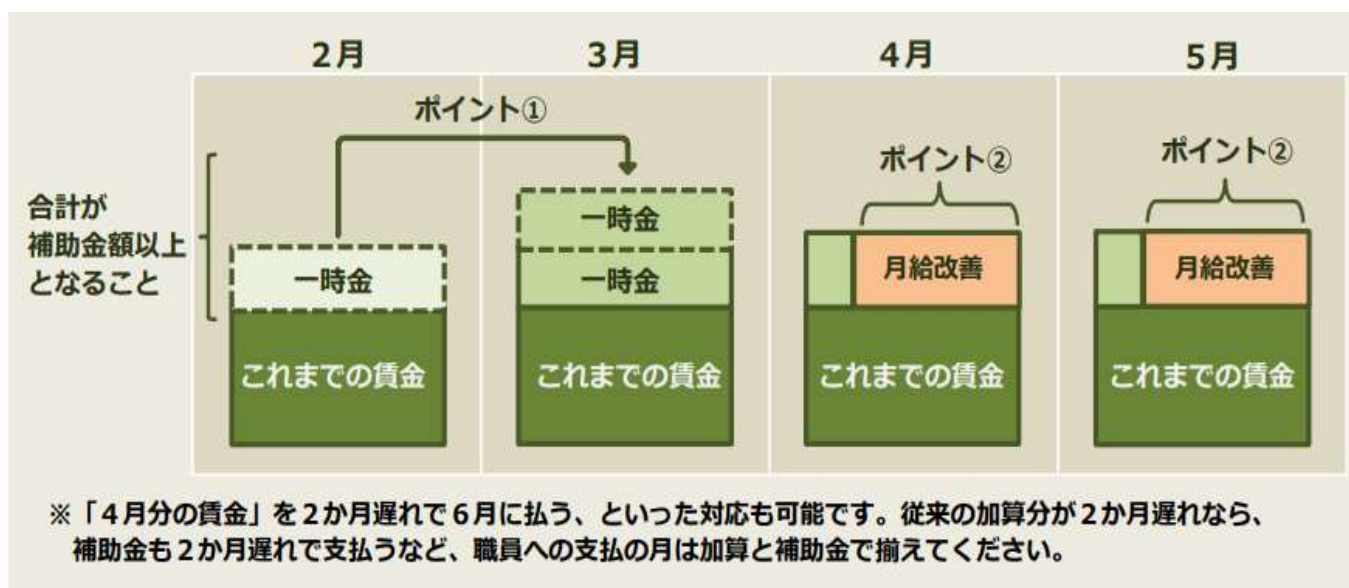 2月
3月
4月
5月
ポイント①
ポイント②
ポイント②
合計が
補助金額以上
となること
一時金
一時金
一時金
月給改善
月給改善
これまでの賃金
これまでの賃金
これまでの賃金
これまでの賃金
※「4月分の賃金」を2か月遅れで6月に払う、といった対応も可能です。従来の加算分が2か月遅れなら、
補助金も2か月遅れで支払うなど、職員への支払の月は加算と補助金で揃えてください。